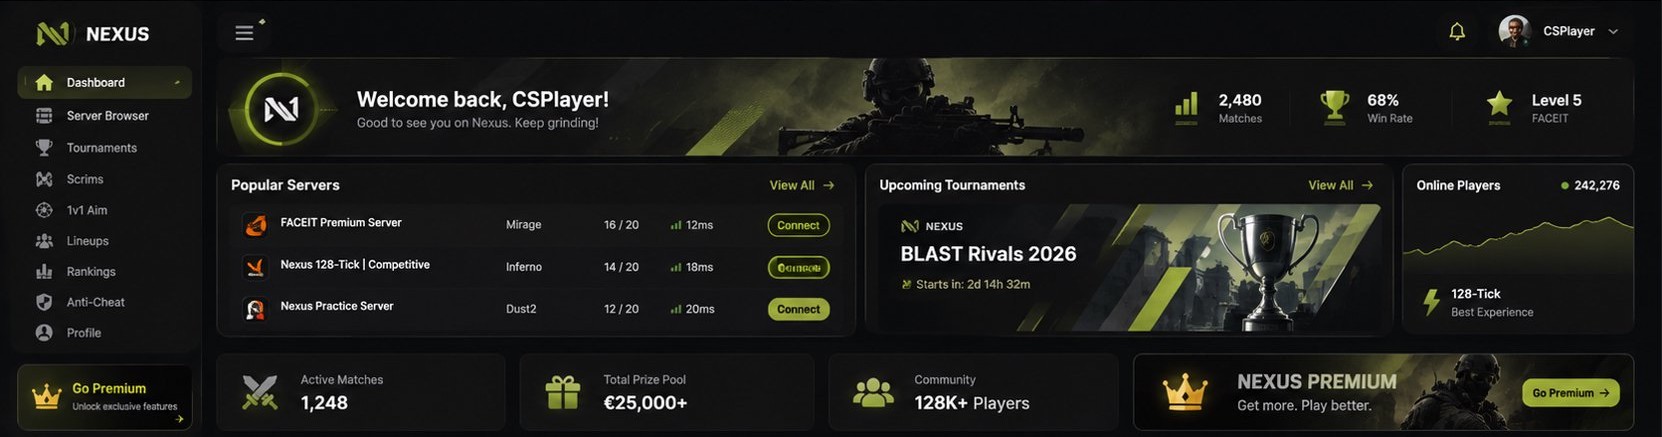 NEXUS
CSPlayer
Dashboard
Server Browser
Tournaments
Scrims
1v1 Aim
Lineups
Rankings
Anti-Cheat
Profile
Go Premium
Unlock exclusive features
Welcome back, CSPlayer!
Good to see you on Nexus. Keep grinding!
2,480
Matches
68%
Win Rate
Level 5
FACEIT
Popular Servers
View All
FACEIT Premium Server Mirage 16 / 20 12ms Connect
Nexus 128-Tick | Competitive Inferno 14 / 20 18ms
Nexus Practice Server Dust2 12 / 20 20ms Connect
Upcoming Tournaments
View All
NEXUS
BLAST Rivals 2026
Starts in: 2d 14h 32m
Online Players
242,276
128-Tick
Best Experience
Active Matches
1,248
Total Prize Pool
€25,000+
Community
128K+ Players
NEXUS PREMIUM
Get more. Play better.
Go Premium